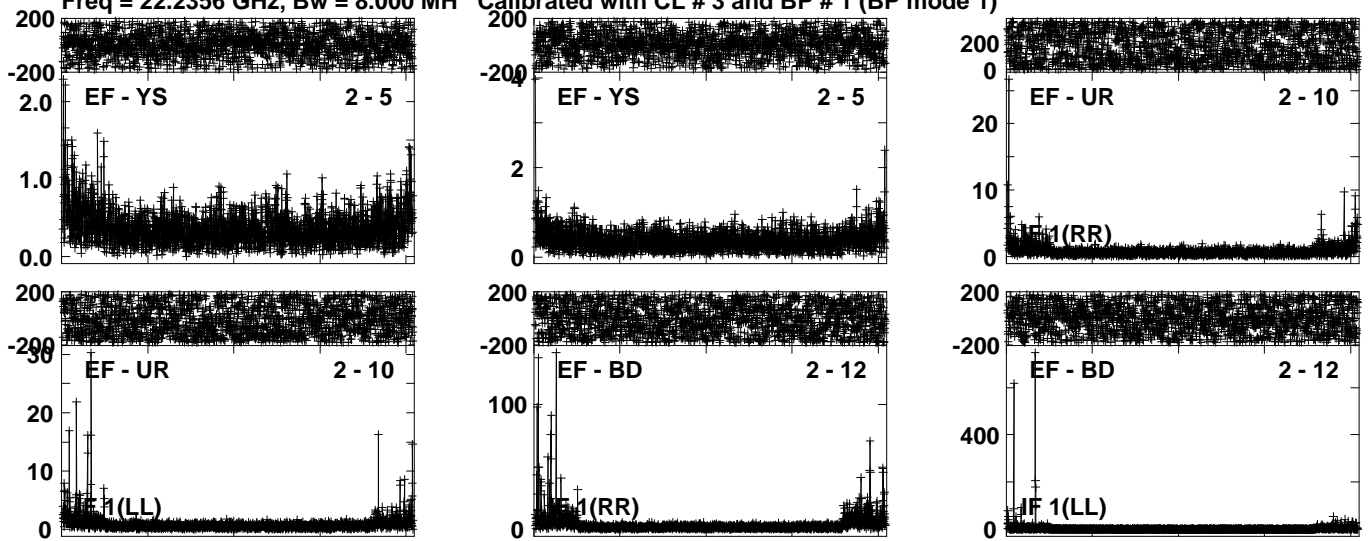 Freq = 22.2356 GHz, Bw = 8.000 MH Calibrated with CL # 3 and BP # 1 (BP mode 1)
200
-200
EF - YS 2 - 5
2.0
1.0
0.0
-200
4
EF - YS 2 - 5
2
0
200
0
EF - UR 2 - 10
20
10
IF 1(RR)
0
200
-200
30
EF - UR 2 - 10
20
10
IF 1(LL)
0
200
-200
EF - BD 2 - 12
100
IF 1(RR)
0
200
-200
EF - BD 2 - 12
400
IF 1(LL)
0